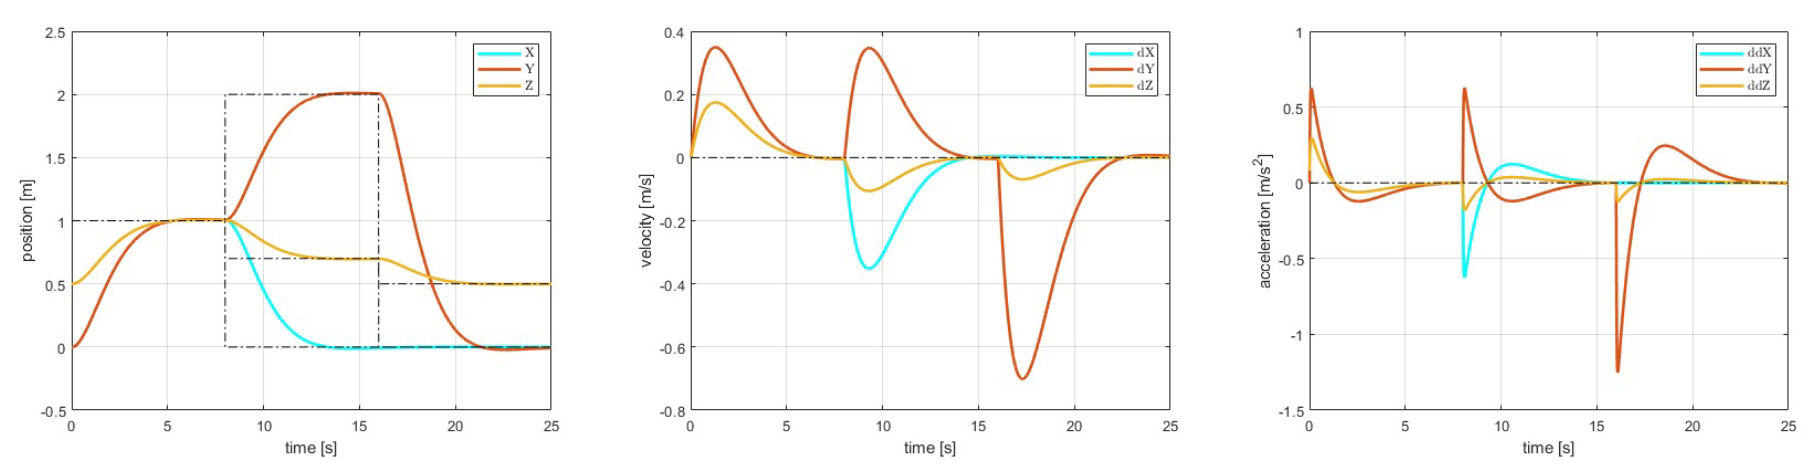 2.5
2
1.5
1
0.5
0
-0.5
0
5
10
15
20
25
position [m]
time [s]
X
Y
Z
0.4
0.2
0
-0.2
-0.4
-0.6
-0.8
0
5
10
15
20
25
velocity [m/s]
time [s]
dX
dY
dZ
1
0.5
0
-0.5
-1
-1.5
0
5
10
15
20
25
acceleration [m/s²]
time [s]
ddX
ddY
ddZ